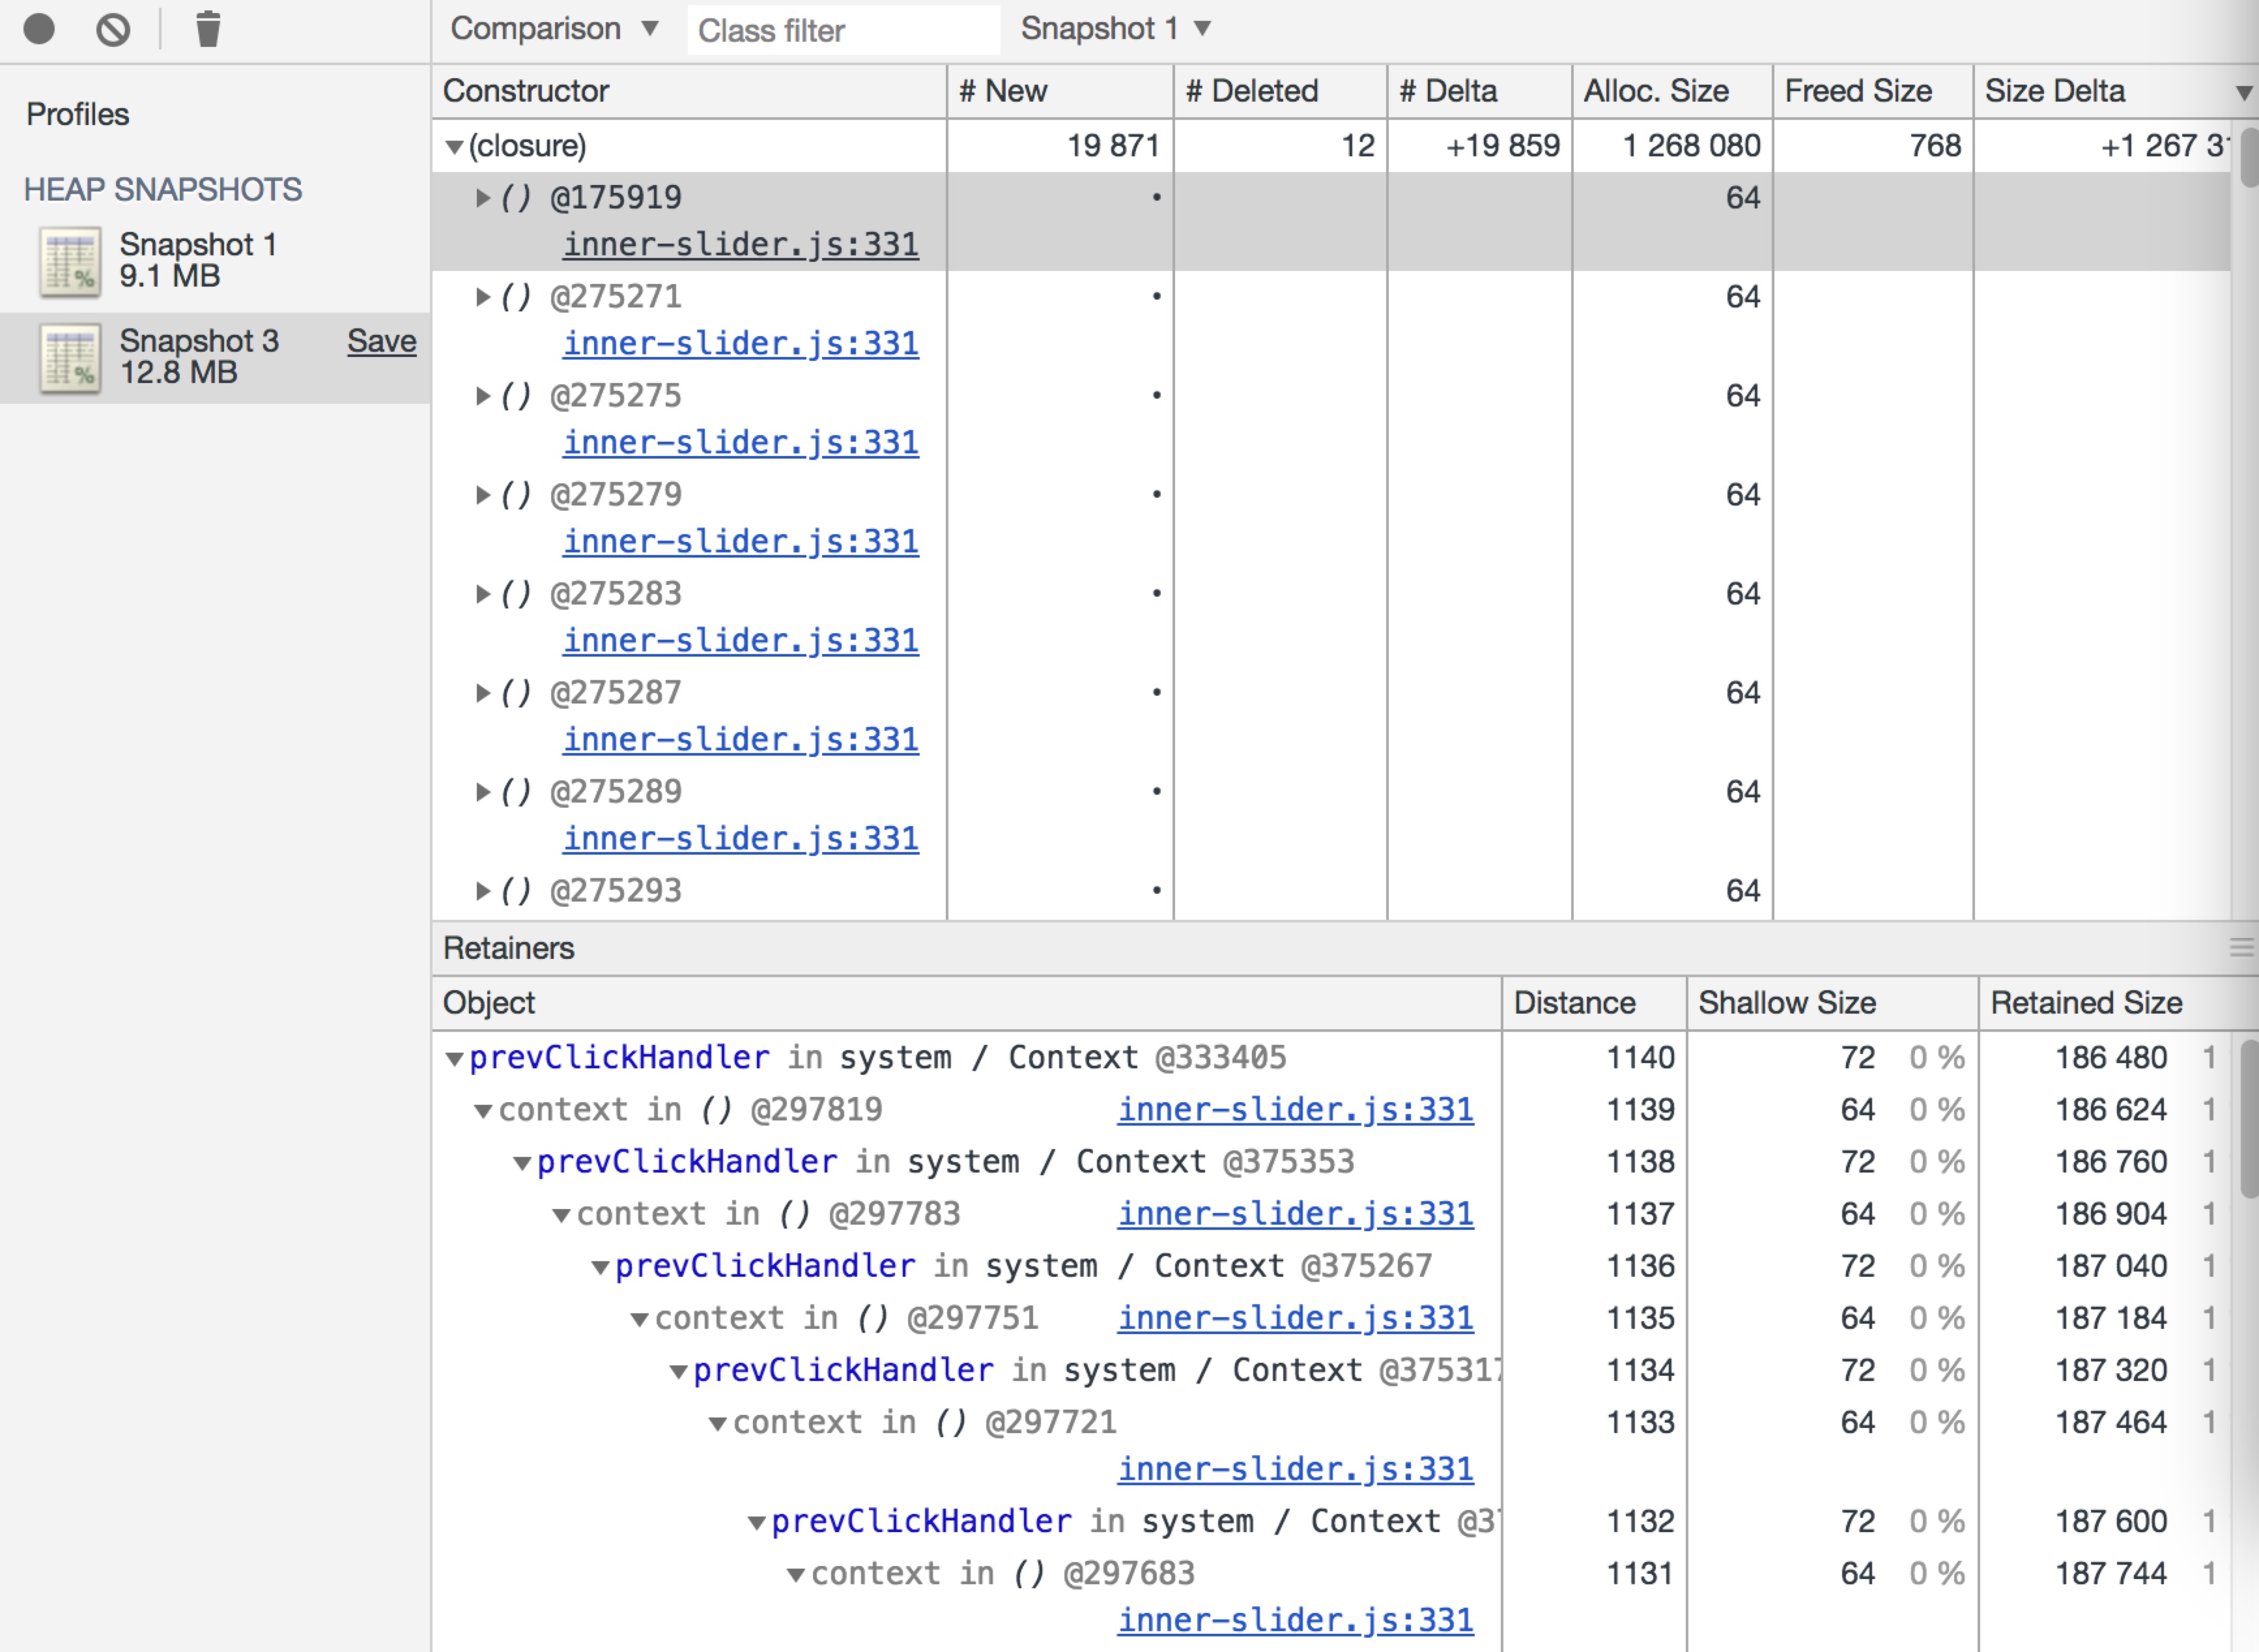 Comparison ▼ Class filter Snapshot 1 ▼
Profiles
HEAP SNAPSHOTS
Snapshot 1
9.1 MB
Snapshot 3 Save
12.8 MB
Constructor # New # Deleted # Delta Alloc. Size Freed Size Size Delta ▼
▼(closure) 19 871 12 +19 859 1 268 080 768 +1 267 31
▶() @175919 • 64
inner-slider.js:331
▶() @275271 • 64
inner-slider.js:331
▶() @275275 • 64
inner-slider.js:331
▶() @275279 • 64
inner-slider.js:331
▶() @275283 • 64
inner-slider.js:331
▶() @275287 • 64
inner-slider.js:331
▶() @275289 • 64
inner-slider.js:331
▶() @275293 • 64
Retainers
Object Distance Shallow Size Retained Size
▼prevClickHandler in system / Context @333405 1140 72 0 % 186 480 1
▼context in () @297819 inner-slider.js:331 1139 64 0 % 186 624 1
▼prevClickHandler in system / Context @375353 1138 72 0 % 186 760 1
▼context in () @297783 inner-slider.js:331 1137 64 0 % 186 904 1
▼prevClickHandler in system / Context @375267 1136 72 0 % 187 040 1
▼context in () @297751 inner-slider.js:331 1135 64 0 % 187 184 1
▼prevClickHandler in system / Context @375317 1134 72 0 % 187 320 1
▼context in () @297721 1133 64 0 % 187 464 1
inner-slider.js:331
▼prevClickHandler in system / Context @37 1132 72 0 % 187 600 1
▼context in () @297683 1131 64 0 % 187 744 1
inner-slider.js:331